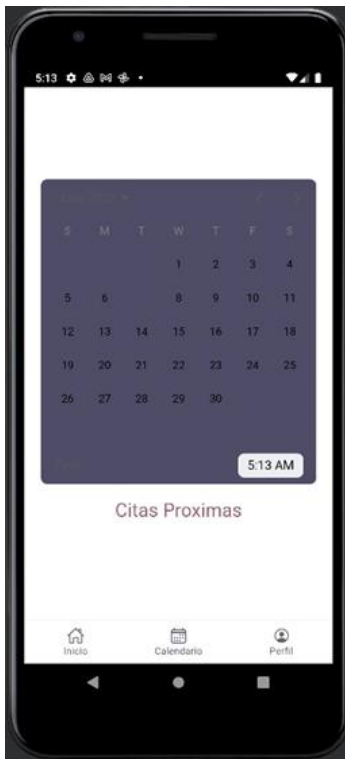 5:13
S M T W T F S
1 2 3 4
5 6 8 9 10 11
12 13 14 15 16 17 18
19 20 21 22 23 24 25
26 27 28 29 30
5:13 AM
Citas Proximas
Inicio Calendario Perfil